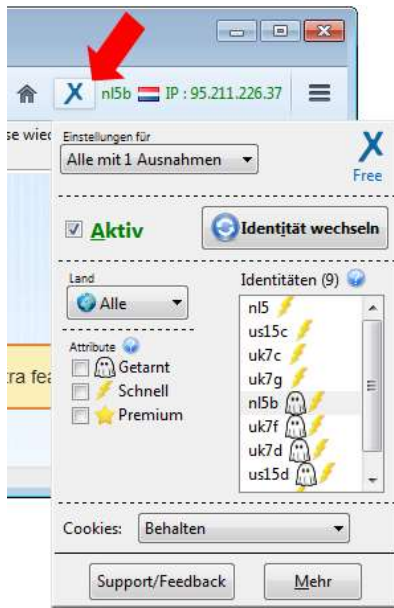 nl5b IP : 95.211.226.37
se wied
Einstellungen für
Alle mit 1 Ausnahmen
X
Free
Aktiv
Identität wechseln
Land
Alle
Identitäten (9)
nl5
us15c
uk7c
uk7g
nl5b
uk7f
uk7d
us15d
Attribute
Getarnt
Schnell
Premium
tra fea
Cookies: Behalten
Support/Feedback
Mehr